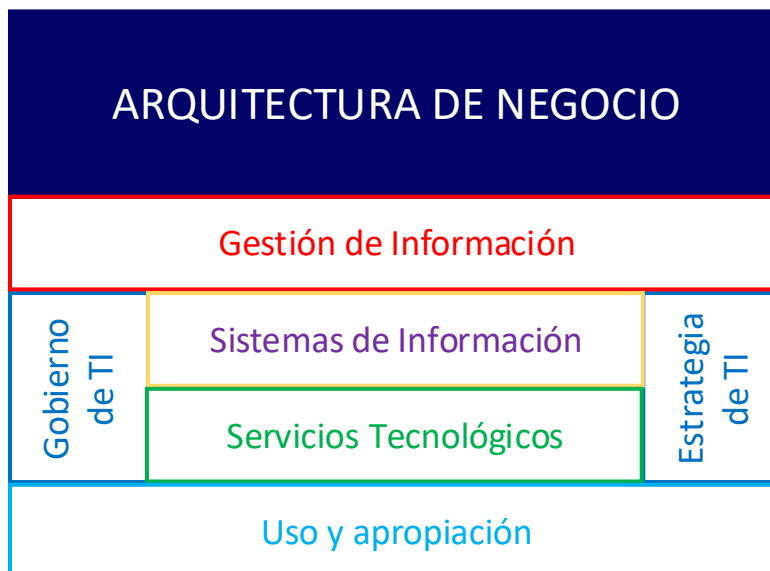 ARQUITECTURA DE NEGOCIO
Gestión de Información
Gobierno
de TI
Sistemas de Información
Servicios Tecnológicos
Estrategia
de TI
Uso y apropiación